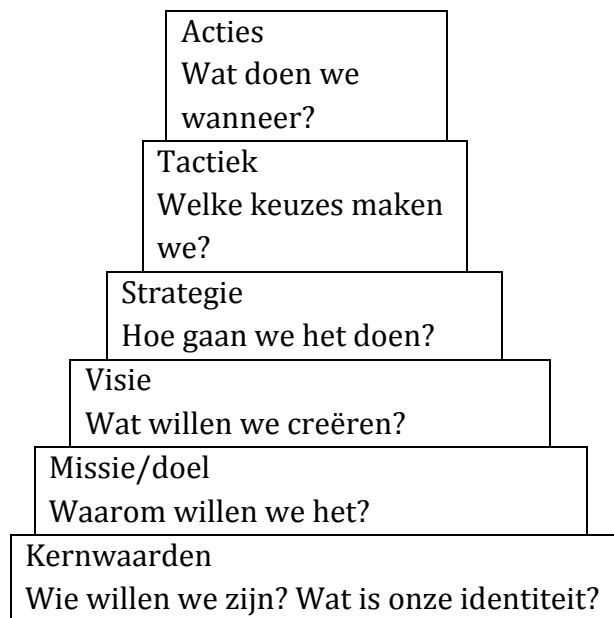 Acties
Wat doen we
wanneer?
Tactiek
Welke keuzes maken
we?
Strategie
Hoe gaan we het doen?
Visie
Wat willen we creëren?
Missie/doel
Waarom willen we het?
Kernwaarden
Wie willen we zijn? Wat is onze identiteit?